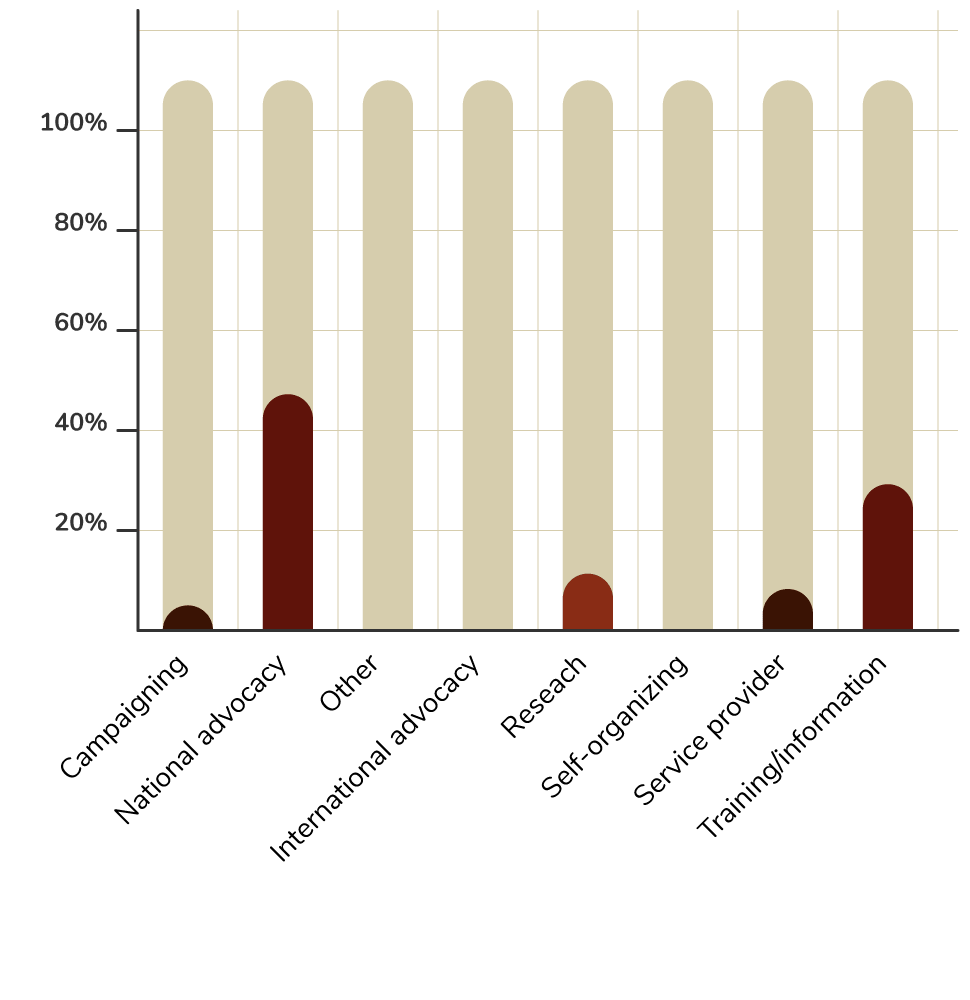 100%
80%
60%
40%
20%
Campaigning
National advocacy
Other
International advocacy
Reseach
Self-organizing
Service provider
Training/information